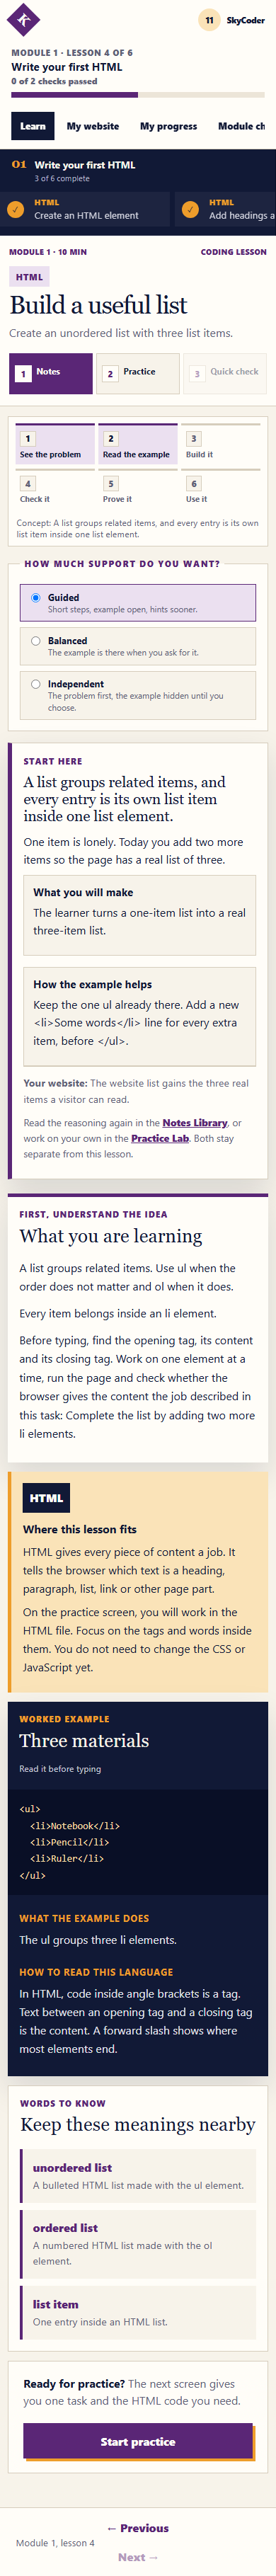 11 SkyCoder
MODULE 1 · LESSON 4 OF 6
Write your first HTML
0 of 2 checks passed
Learn My website My progress Module ch
01 Write your first HTML
3 of 6 complete
✓ HTML
Create an HTML element
✓ HTML
Add headings a
MODULE 1 · 10 MIN
CODING LESSON
HTML
Build a useful list
Create an unordered list with three list items.
1 Notes
2 Practice
3 Quick check
1
See the problem
2
Read the example
3
Build it
4
Check it
5
Prove it
6
Use it
Concept: A list groups related items, and every entry is its own
list item inside one list element.
HOW MUCH SUPPORT DO YOU WANT?
Guided
Short steps, example open, hints sooner.
Balanced
The example is there when you ask for it.
Independent
The problem first, the example hidden until you
choose.
START HERE
A list groups related items, and
every entry is its own list item
inside one list element.
One item is lonely. Today you add two more
items so the page has a real list of three.
What you will make
The learner turns a one-item list into a real
three-item list.
How the example helps
Keep the one ul already there. Add a new
<li>Some words</li> line for every extra
item, before </ul>.
Your website: The website list gains the three real
items a visitor can read.
Read the reasoning again in the Notes Library, or
work on your own in the Practice Lab. Both stay
separate from this lesson.
FIRST, UNDERSTAND THE IDEA
What you are learning
A list groups related items. Use ul when the
order does not matter and ol when it does.
Every item belongs inside an li element.
Before typing, find the opening tag, its content
and its closing tag. Work on one element at a
time, run the page and check whether the
browser gives the content the job described in
this task: Complete the list by adding two more
li elements.
HTML
Where this lesson fits
HTML gives every piece of content a job. It
tells the browser which text is a heading,
paragraph, list, link or other page part.
On the practice screen, you will work in the
HTML file. Focus on the tags and words inside
them. You do not need to change the CSS or
JavaScript yet.
WORKED EXAMPLE
Three materials
Read it before typing
<ul>
<li>Notebook</li>
<li>Pencil</li>
<li>Ruler</li>
</ul>
WHAT THE EXAMPLE DOES
The ul groups three li elements.
HOW TO READ THIS LANGUAGE
In HTML, code inside angle brackets is a tag.
Text between an opening tag and a closing tag
is the content. A forward slash shows where
most elements end.
WORDS TO KNOW
Keep these meanings nearby
unordered list
A bulleted HTML list made with the ul element.
ordered list
A numbered HTML list made with the ol
element.
list item
One entry inside an HTML list.
Ready for practice? The next screen gives
you one task and the HTML code you need.
Start practice
← Previous
Module 1, lesson 4
Next →